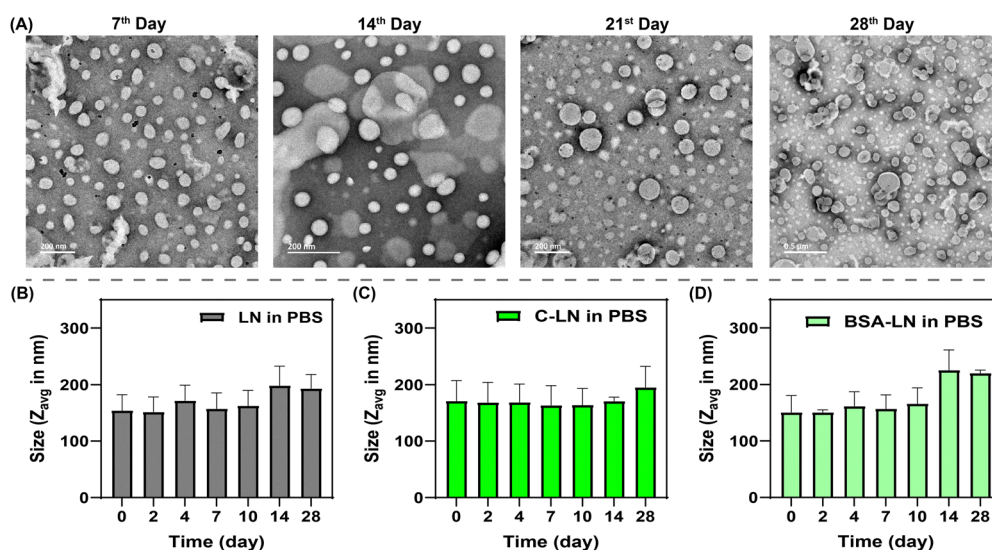 (A)
7th Day
14th Day
21st Day
28th Day
200 nm
200 nm
200 nm
0.5 µm
(B)
LN in PBS
Size (Zavg in nm)
300
200
100
0
0 2 4 7 10 14 28
Time (day)
(C)
C-LN in PBS
Size (Zavg in nm)
300
200
100
0
0 2 4 7 10 14 28
Time (day)
(D)
BSA-LN in PBS
Size (Zavg in nm)
300
200
100
0
0 2 4 7 10 14 28
Time (day)